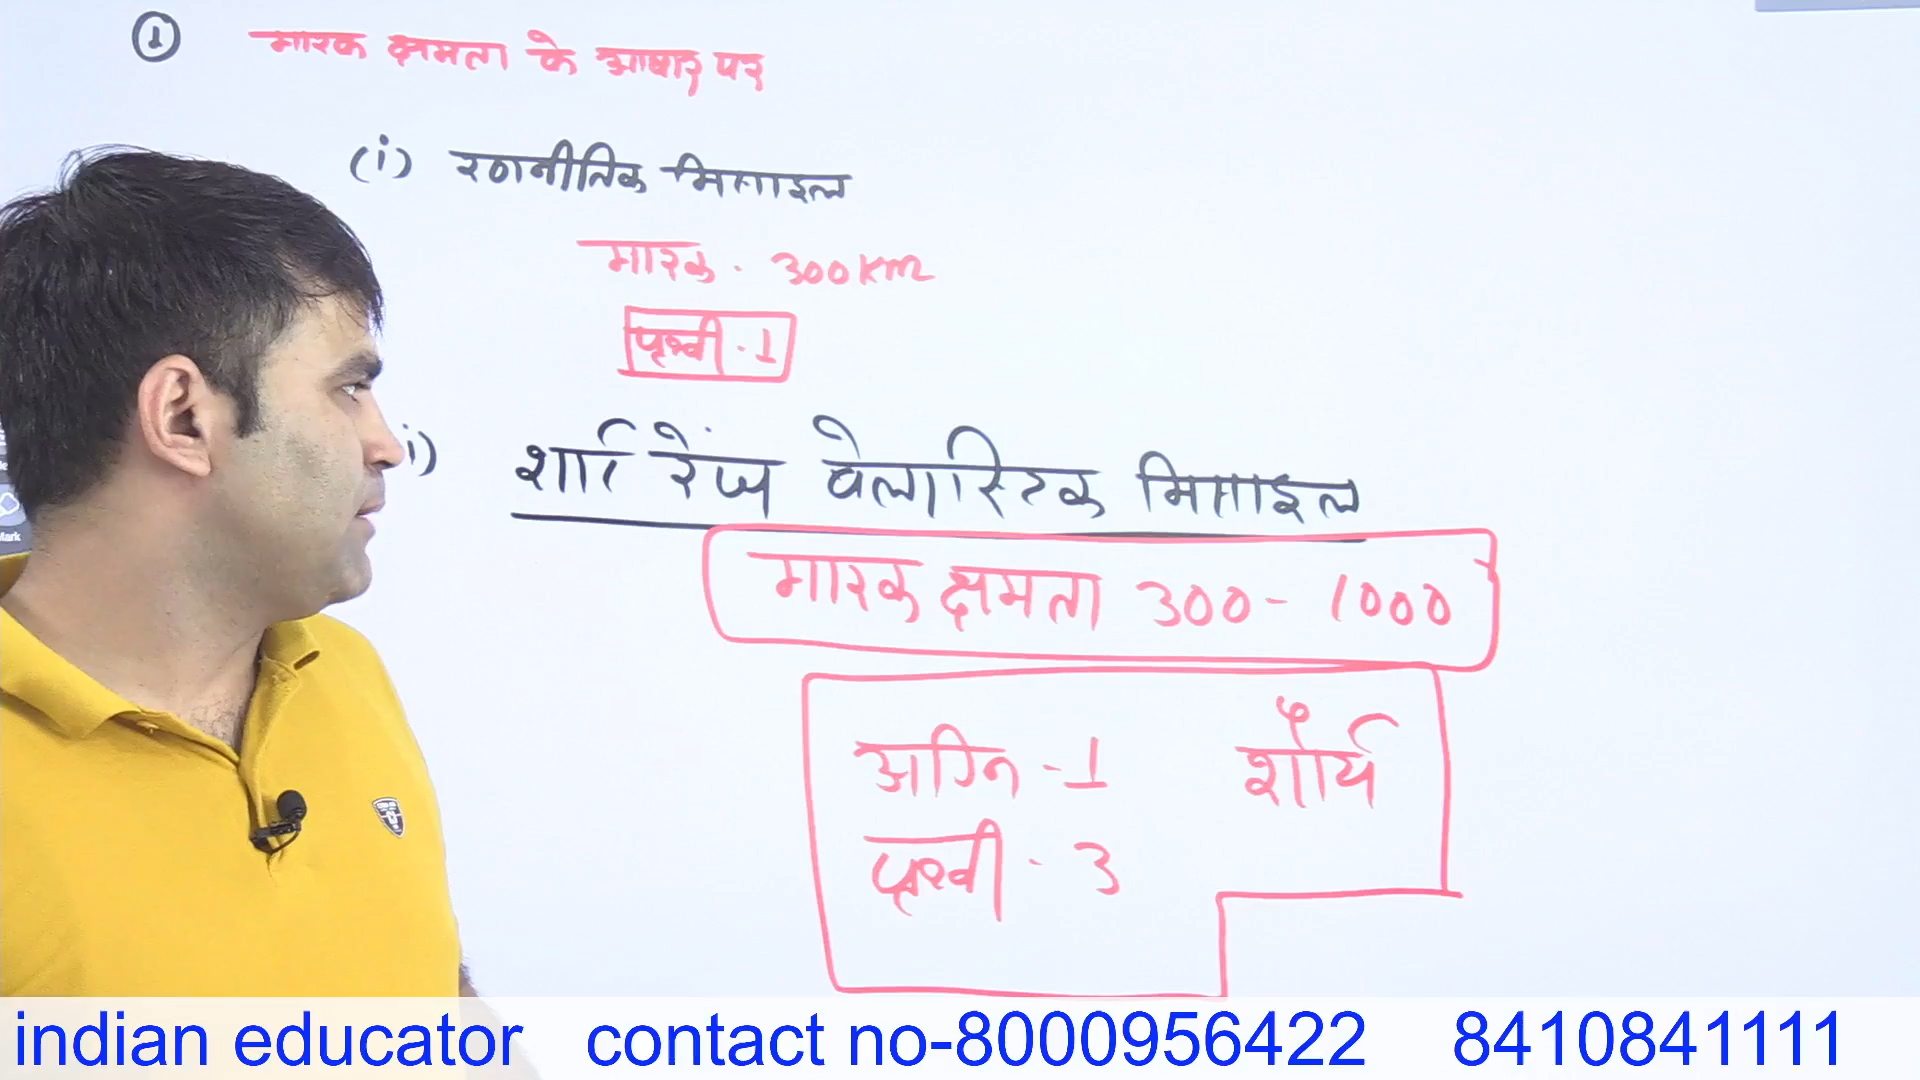 1 मारक क्षमता के आधार पर
(i) रणनीतिक मिसाइल
मारक - 300 km
पृथ्वी - 1
i) शार्ट रेंज वेलास्टिक मिसाइल
मारक क्षमता 300 - 1000
अग्नि - 1 शौर्य
पृथ्वी - 3
indian educator contact no-8000956422 8410841111